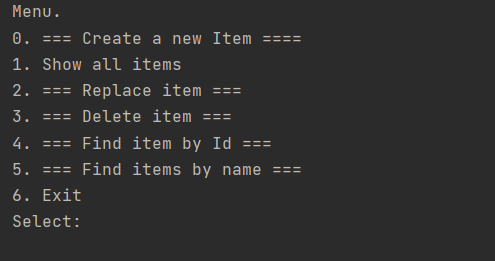 Menu.
0. === Create a new Item ====
1. Show all items
2. === Replace item ===
3. === Delete item ===
4. === Find item by Id ===
5. === Find items by name ===
6. Exit
Select: